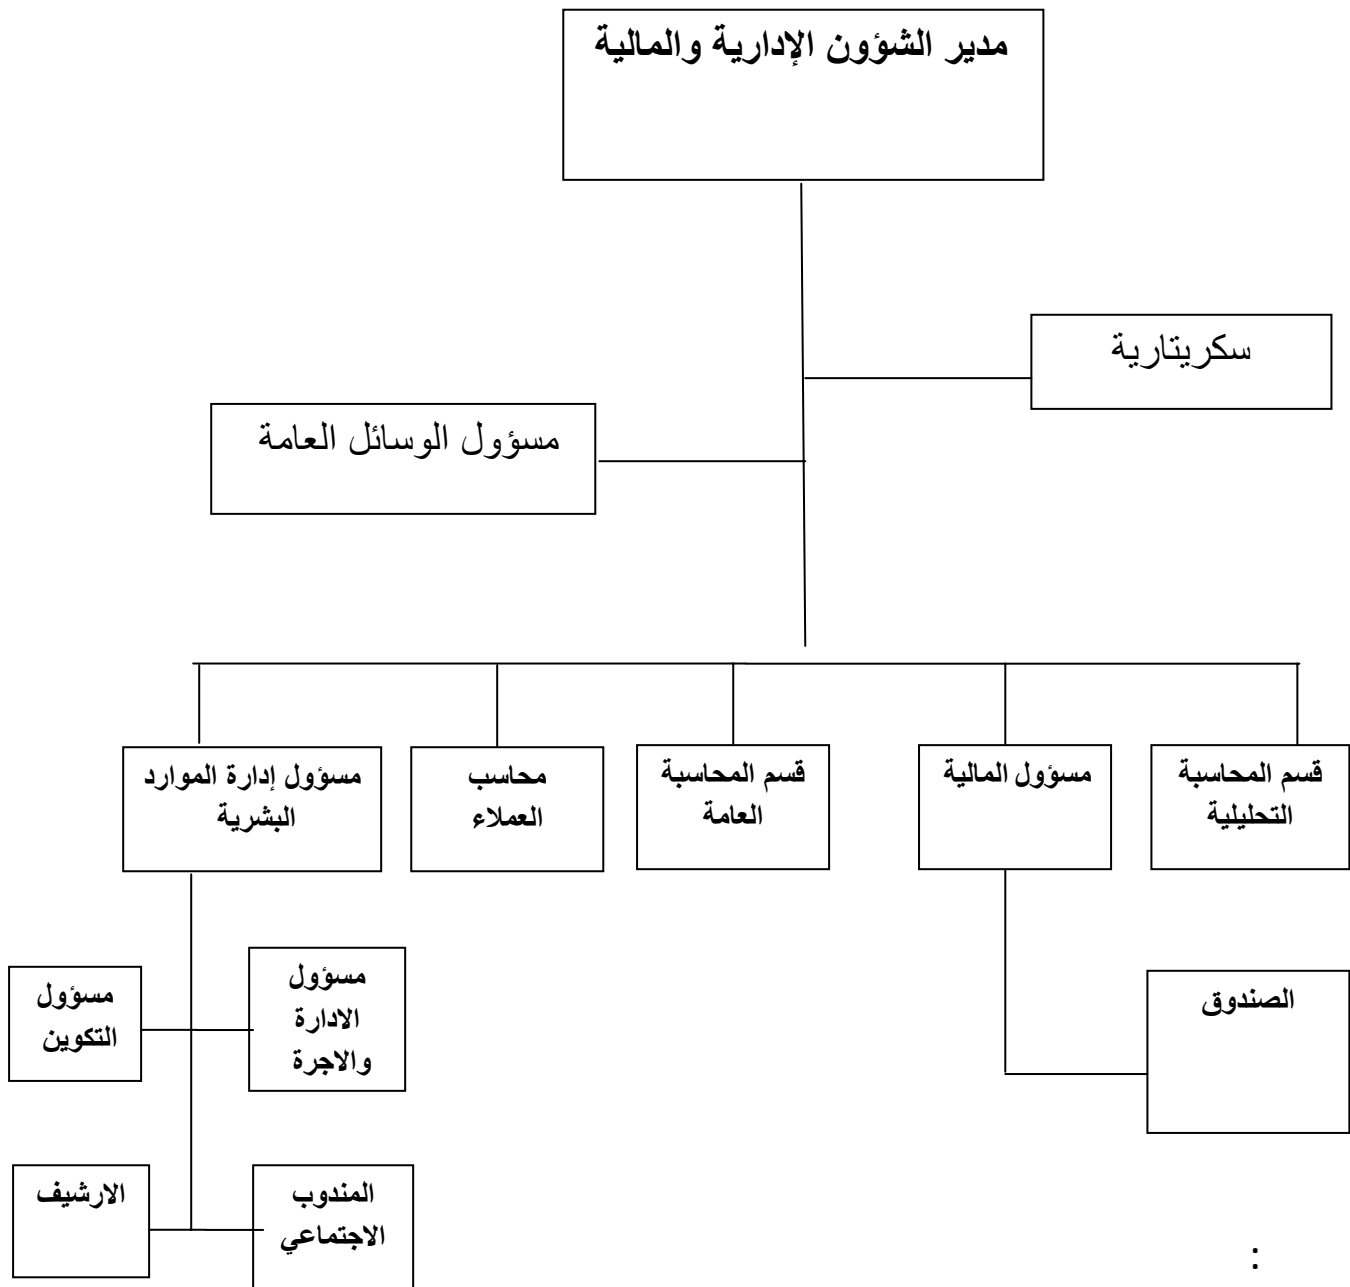 مدير الشؤون الإدارية والمالية
سكريتارية
مسؤول الوسائل العامة
قسم المحاسبة
التحليلية
مسؤول المالية
قسم المحاسبة
العامة
محاسب
العملاء
مسؤول إدارة الموارد
البشرية
الصندوق
مسؤول
الادارة
والاجرة
مسؤول
التكوين
المندوب
الاجتماعي
الارشيف
: